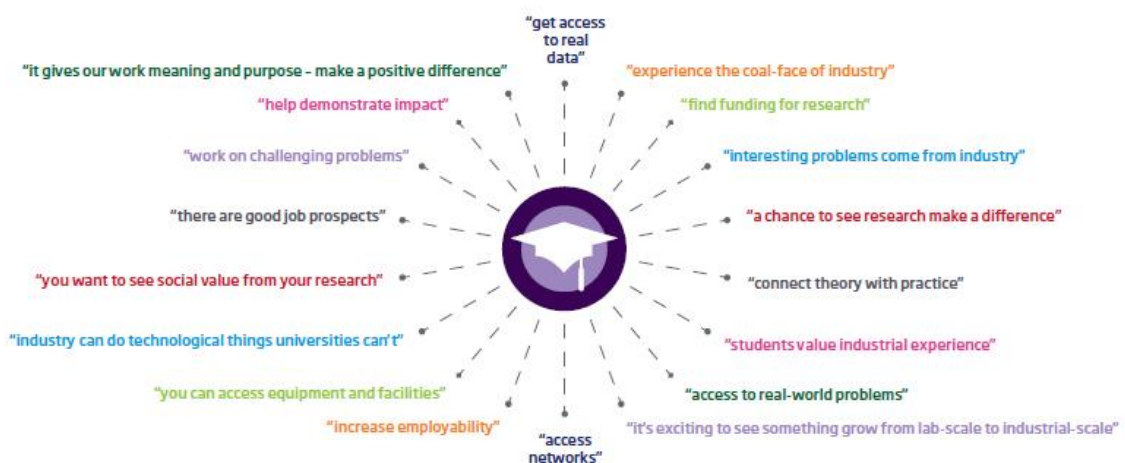 “get access
to real
data”
“it gives our work meaning and purpose – make a positive difference”
“experience the coal-face of industry”
“help demonstrate impact”
“find funding for research”
“work on challenging problems”
“interesting problems come from industry”
“there are good job prospects”
“a chance to see research make a difference”
“you want to see social value from your research”
“connect theory with practice”
“industry can do technological things universities can’t”
“students value industrial experience”
“you can access equipment and facilities”
“access to real-world problems”
“increase employability”
“it’s exciting to see something grow from lab-scale to industrial-scale”
“access
networks”